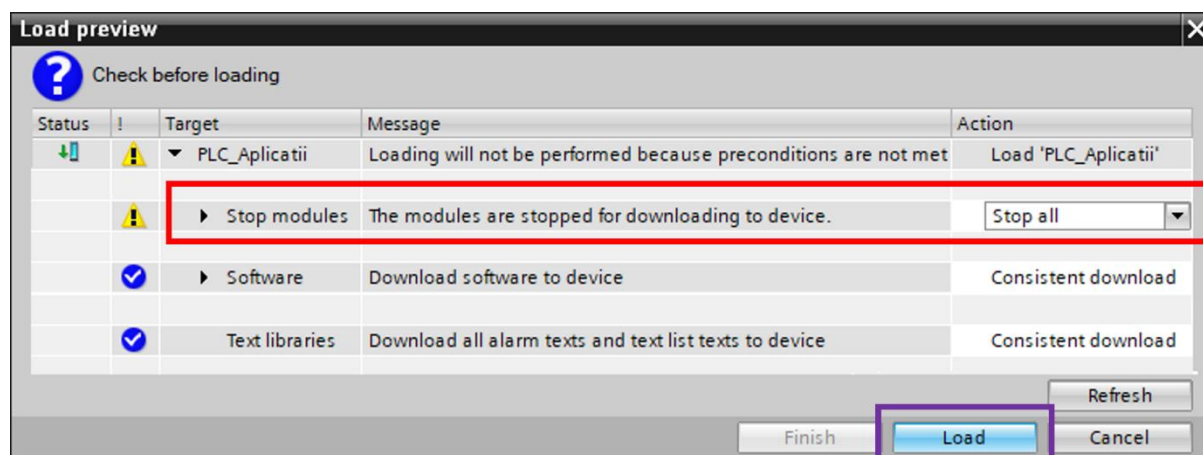 Load preview
Check before loading
Status ! Target Message Action
PLC_Aplicatii Loading will not be performed because preconditions are not met Load 'PLC_Aplicatii'
Stop modules The modules are stopped for downloading to device. Stop all
Software Download software to device Consistent download
Text libraries Download all alarm texts and text list texts to device Consistent download
Refresh
Finish Load Cancel